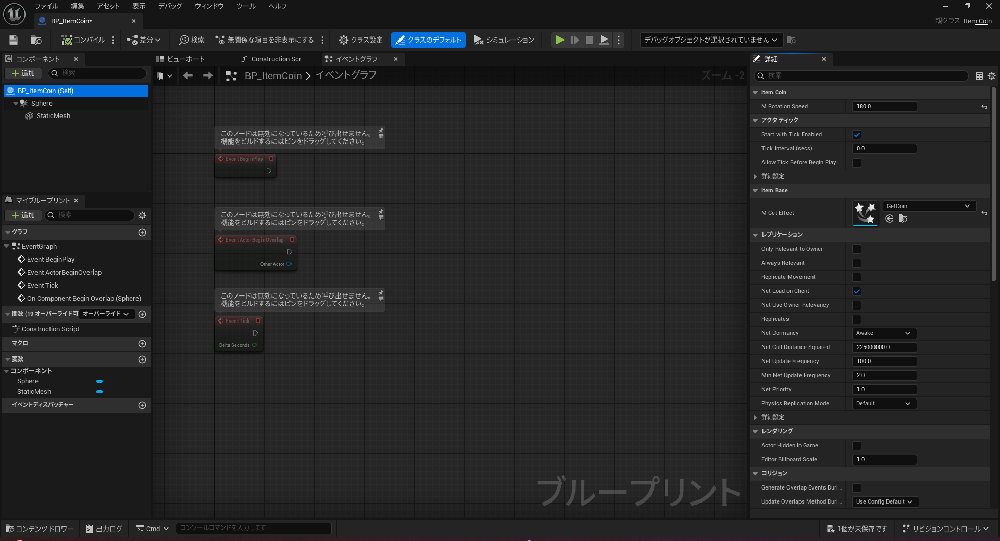 ファイル
編集
アセット
表示
デバッグ
ウィンドウ
ツール
ヘルプ
BP_ItemCoin*
親クラス Item Coin
コンパイル
差分
検索
無関係な項目を非表示にする
クラス設定
クラスのデフォルト
シミュレーション
デバッグオブジェクトが選択されていません
コンポーネント
追加
検索
BP_ItemCoin (Self)
Sphere
StaticMesh
マイブループリント
追加
検索
グラフ
EventGraph
Event BeginPlay
Event ActorBeginOverlap
Event Tick
On Component Begin Overlap (Sphere)
関数 (19 オーバーライド可
オーバーライド
Construction Script
マクロ
変数
コンポーネント
Sphere
StaticMesh
イベントディスパッチャー
ビューポート
Construction Scr...
イベントグラフ
BP_ItemCoin
イベントグラフ
ズーム -2
このノードは無効になっているため呼び出せません。
機能をビルドするにはピンをドラッグしてください。
Event BeginPlay
このノードは無効になっているため呼び出せません。
機能をビルドするにはピンをドラッグしてください。
Event ActorBeginOverlap
Other Actor
このノードは無効になっているため呼び出せません。
機能をビルドするにはピンをドラッグしてください。
Event Tick
Delta Seconds
ブループリント
詳細
検索
Item Coin
M Rotation Speed
180.0
アクタ ティック
Start with Tick Enabled
Tick Interval (secs)
0.0
Allow Tick Before Begin Play
詳細設定
Item Base
M Get Effect
GetCoin
レプリケーション
Only Relevant to Owner
Always Relevant
Replicate Movement
Net Load on Client
Net Use Owner Relevancy
Replicates
Net Dormancy
Awake
Net Cull Distance Squared
225000000.0
Net Update Frequency
100.0
Min Net Update Frequency
2.0
Net Priority
1.0
Physics Replication Mode
Default
詳細設定
レンダリング
Actor Hidden In Game
Editor Billboard Scale
1.0
コリジョン
Generate Overlap Events Duri...
Update Overlaps Method Duri...
Use Config Default
コンテンツ ドロワー
出力ログ
Cmd
コンソールコマンドを入力します
1個が未保存です
リビジョンコントロール